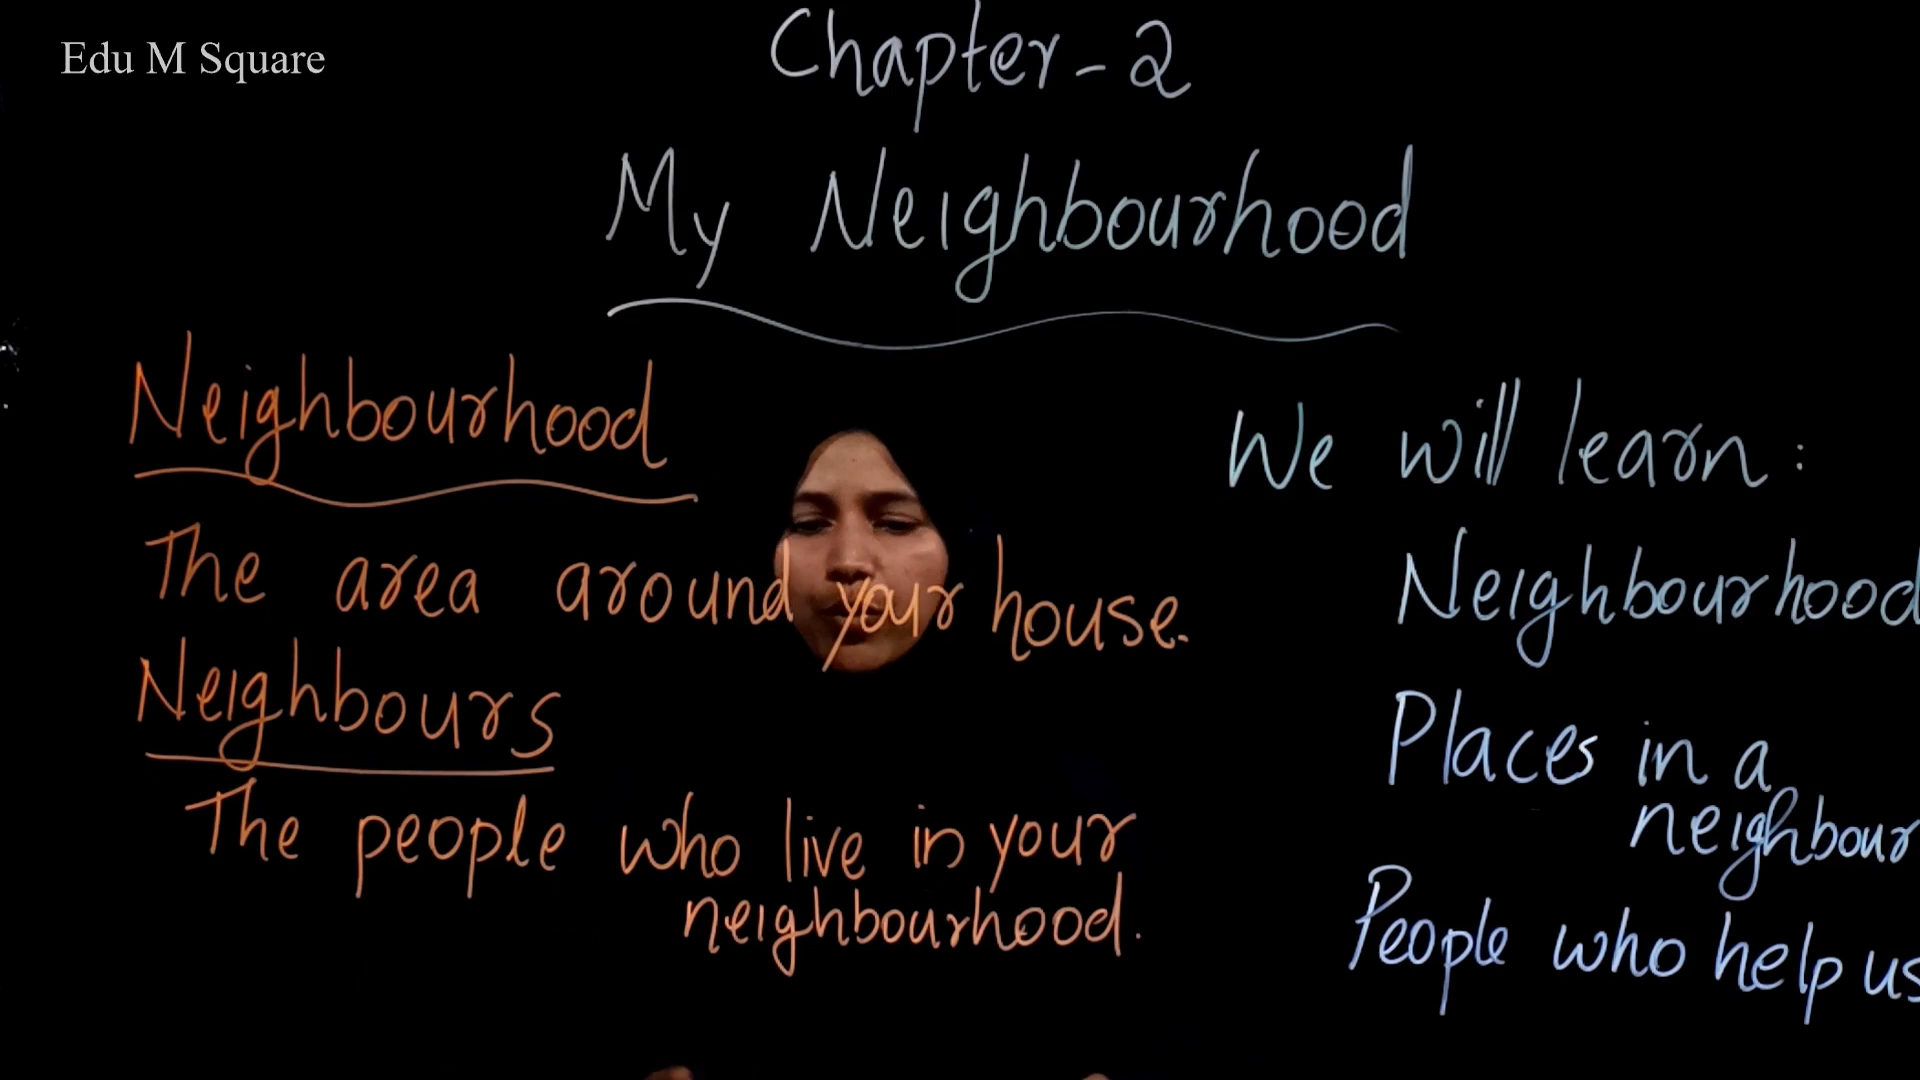 Edu M Square
Chapter-2
My Neighbourhood
Neighbourhood
The area around your house.
Neighbours
The people who live in your
neighbourhood.
We will learn:
Neighbourhood
Places in a
neighbour
People who help us